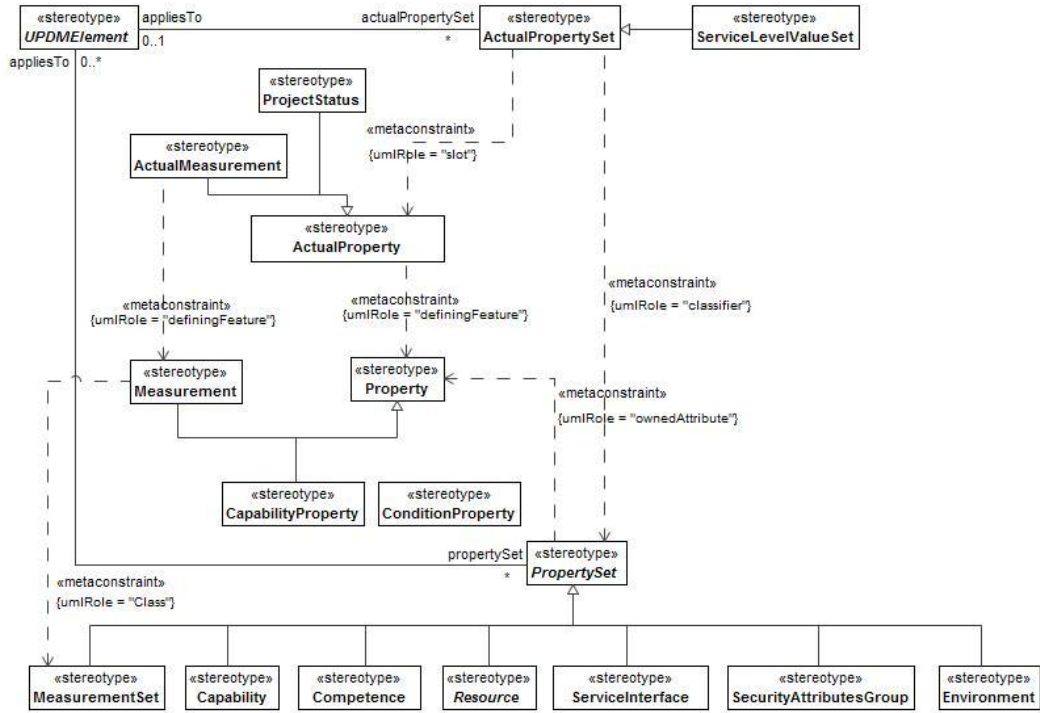 «stereotype»
UPDMElement
appliesTo
0..1
actualPropertySet
*
«stereotype»
ActualPropertySet
«stereotype»
ServiceLevelValueSet
appliesTo
0..*
«stereotype»
ProjectStatus
«stereotype»
ActualMeasurement
«metaconstraint»
{umlRole = "slot"}
«stereotype»
ActualProperty
«metaconstraint»
{umlRole = "definingFeature"}
«metaconstraint»
{umlRole = "definingFeature"}
«metaconstraint»
{umlRole = "classifier"}
«stereotype»
Measurement
«stereotype»
Property
«metaconstraint»
{umlRole = "ownedAttribute"}
«stereotype»
CapabilityProperty
«stereotype»
ConditionProperty
propertySet
*
«stereotype»
PropertySet
«metaconstraint»
{umlRole = "Class"}
«stereotype»
MeasurementSet
«stereotype»
Capability
«stereotype»
Competence
«stereotype»
Resource
«stereotype»
ServiceInterface
«stereotype»
SecurityAttributesGroup
«stereotype»
Environment